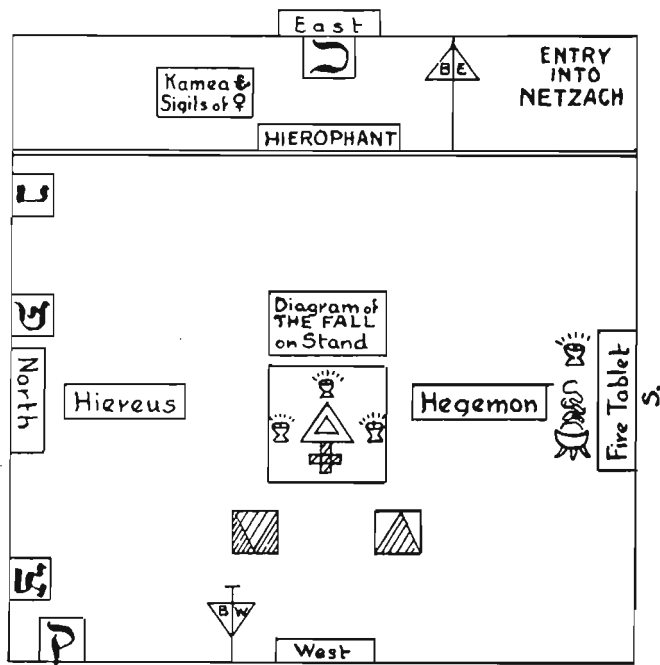 East
B E
ENTRY
INTO
NETZACH
Kamea &
Sigils of ♀
HIEROPHANT
Diagram of
THE FALL
on Stand
North
Hiereus
Hegemon
Fire Tablet
S.
B W
West